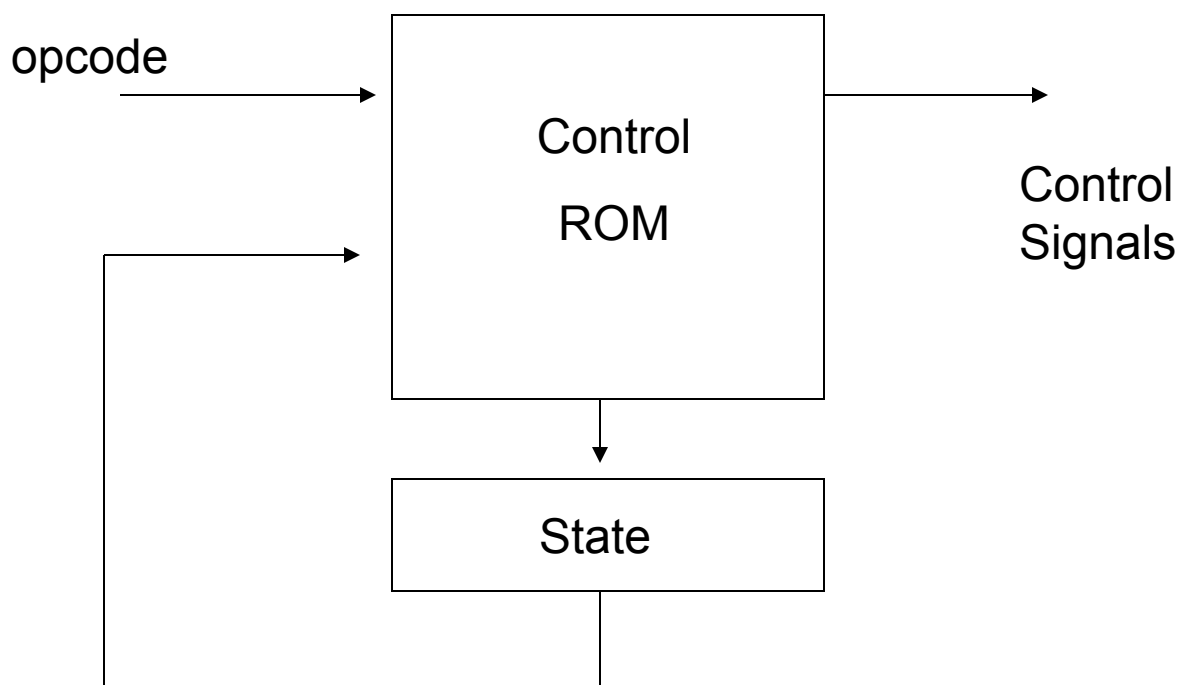 opcode
Control
ROM
Control
Signals
State